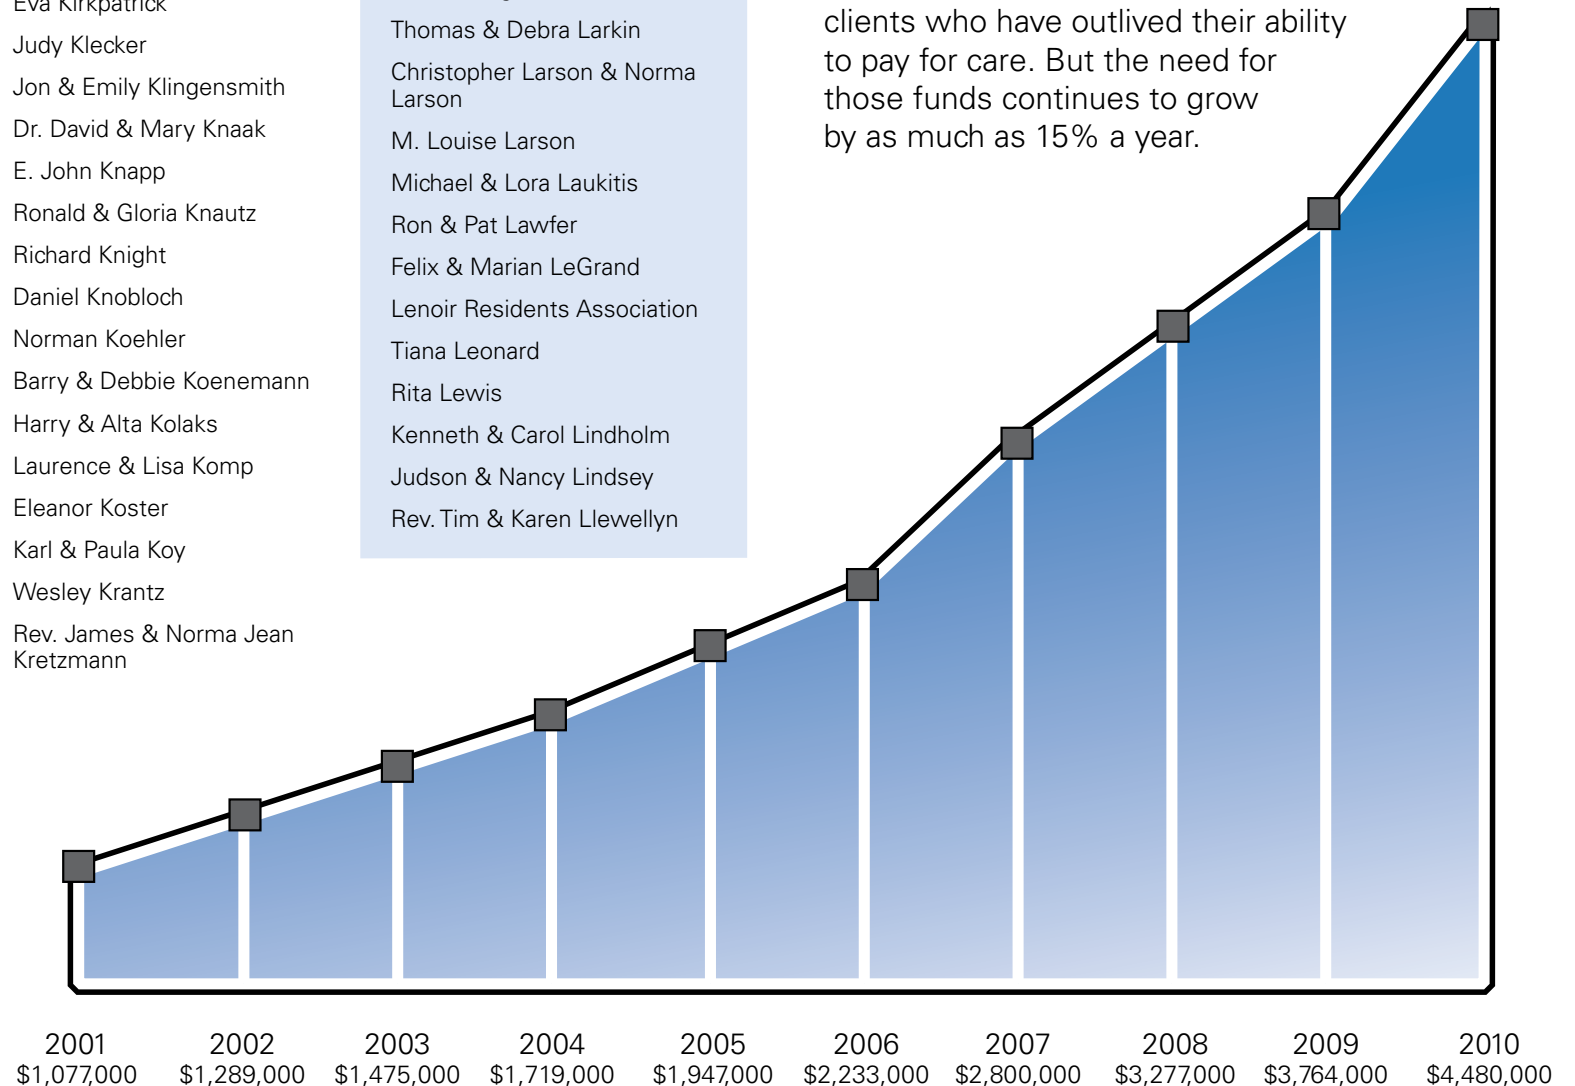 Eva Kirkpatrick
Judy Klecker
Jon & Emily Klingensmith
Dr. David & Mary Knaak
E. John Knapp
Ronald & Gloria Knautz
Richard Knight
Daniel Knobloch
Norman Koehler
Barry & Debbie Koenemann
Harry & Alta Kolaks
Laurence & Lisa Komp
Eleanor Koster
Karl & Paula Koy
Wesley Krantz
Rev. James & Norma Jean
Kretzmann
Thomas & Debra Larkin
Christopher Larson & Norma
Larson
M. Louise Larson
Michael & Lora Laukitis
Ron & Pat Lawfer
Felix & Marian LeGrand
Lenoir Residents Association
Tiana Leonard
Rita Lewis
Kenneth & Carol Lindholm
Judson & Nancy Lindsey
Rev. Tim & Karen Llewellyn
clients who have outlived their ability
to pay for care. But the need for
those funds continues to grow
by as much as 15% a year.
2001 2002 2003 2004 2005 2006 2007 2008 2009 2010
$1,077,000 $1,289,000 $1,475,000 $1,719,000 $1,947,000 $2,233,000 $2,800,000 $3,277,000 $3,764,000 $4,480,000